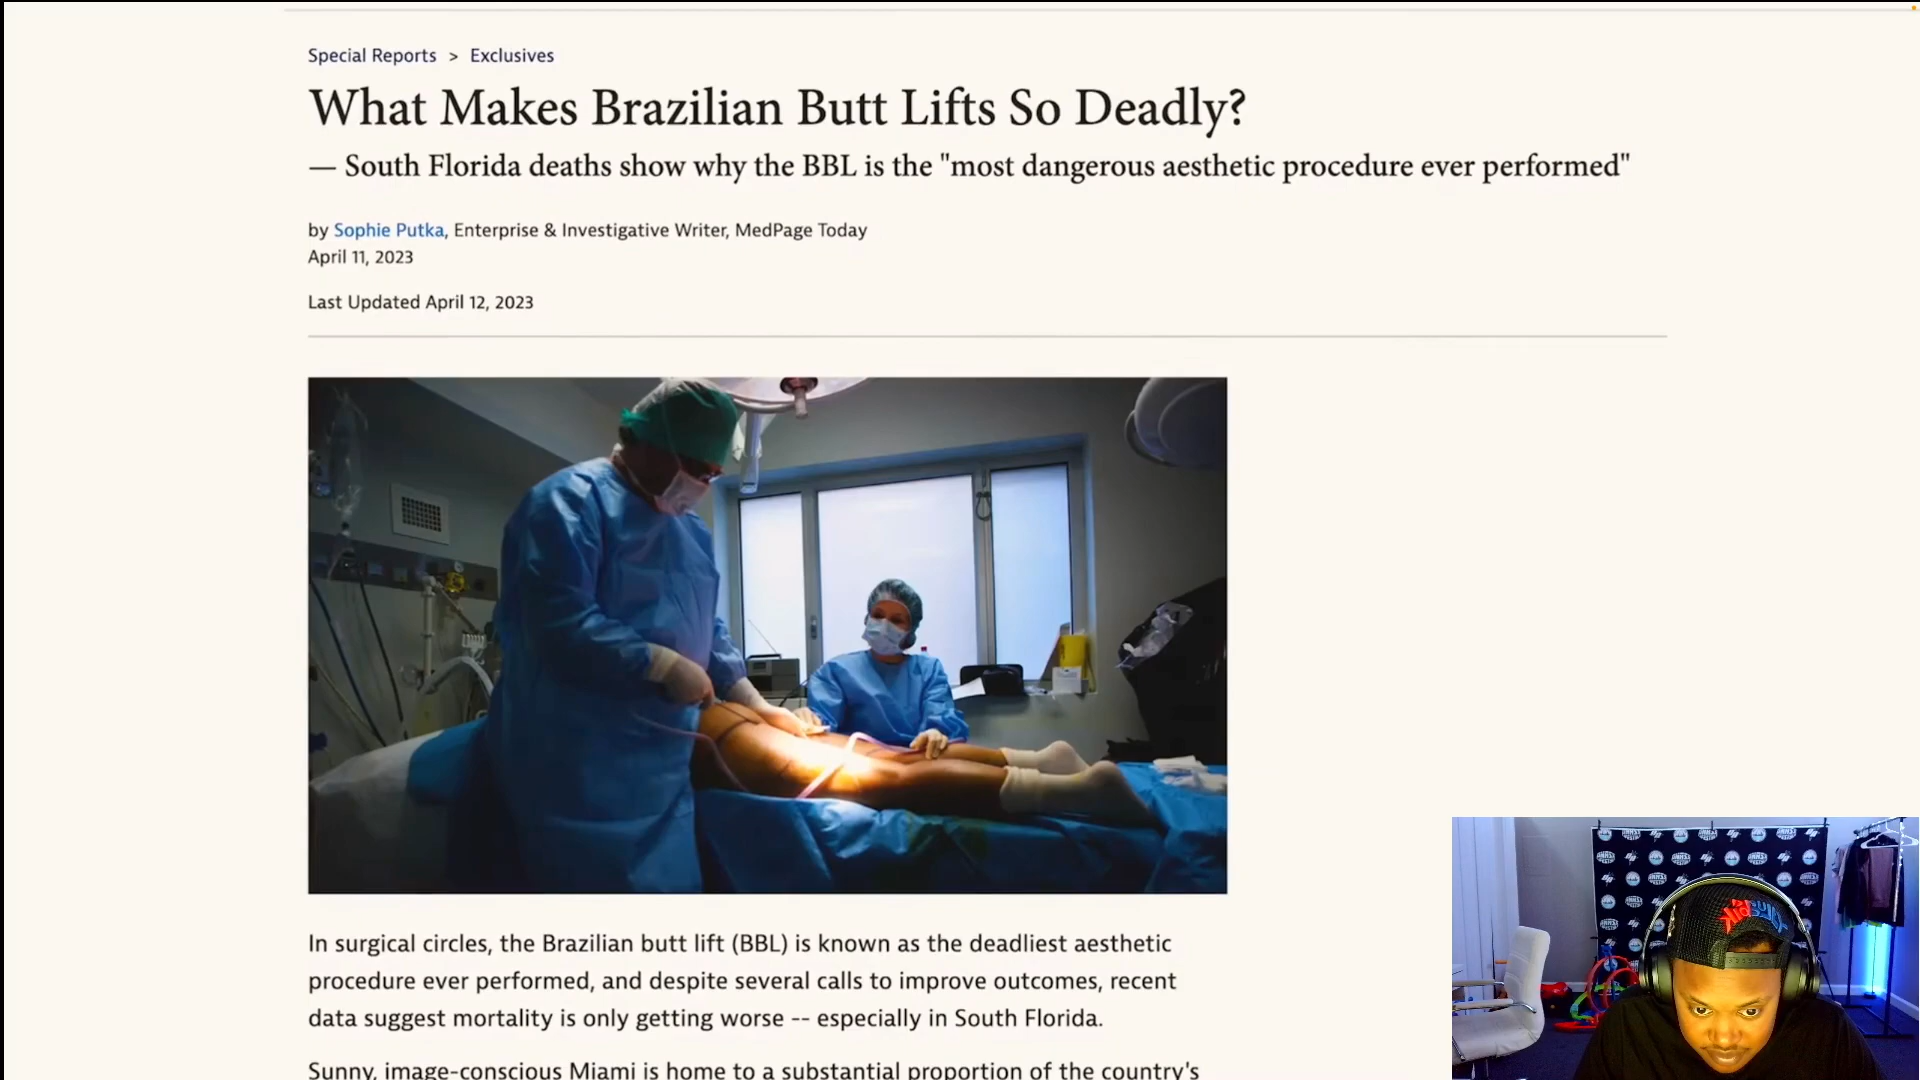 Special Reports > Exclusives
What Makes Brazilian Butt Lifts So Deadly?
— South Florida deaths show why the BBL is the "most dangerous aesthetic procedure ever performed"
by Sophie Putka, Enterprise & Investigative Writer, MedPage Today
April 11, 2023
Last Updated April 12, 2023
In surgical circles, the Brazilian butt lift (BBL) is known as the deadliest aesthetic
procedure ever performed, and despite several calls to improve outcomes, recent
data suggest mortality is only getting worse -- especially in South Florida.
Sunny, image-conscious Miami is home to a substantial proportion of the country's